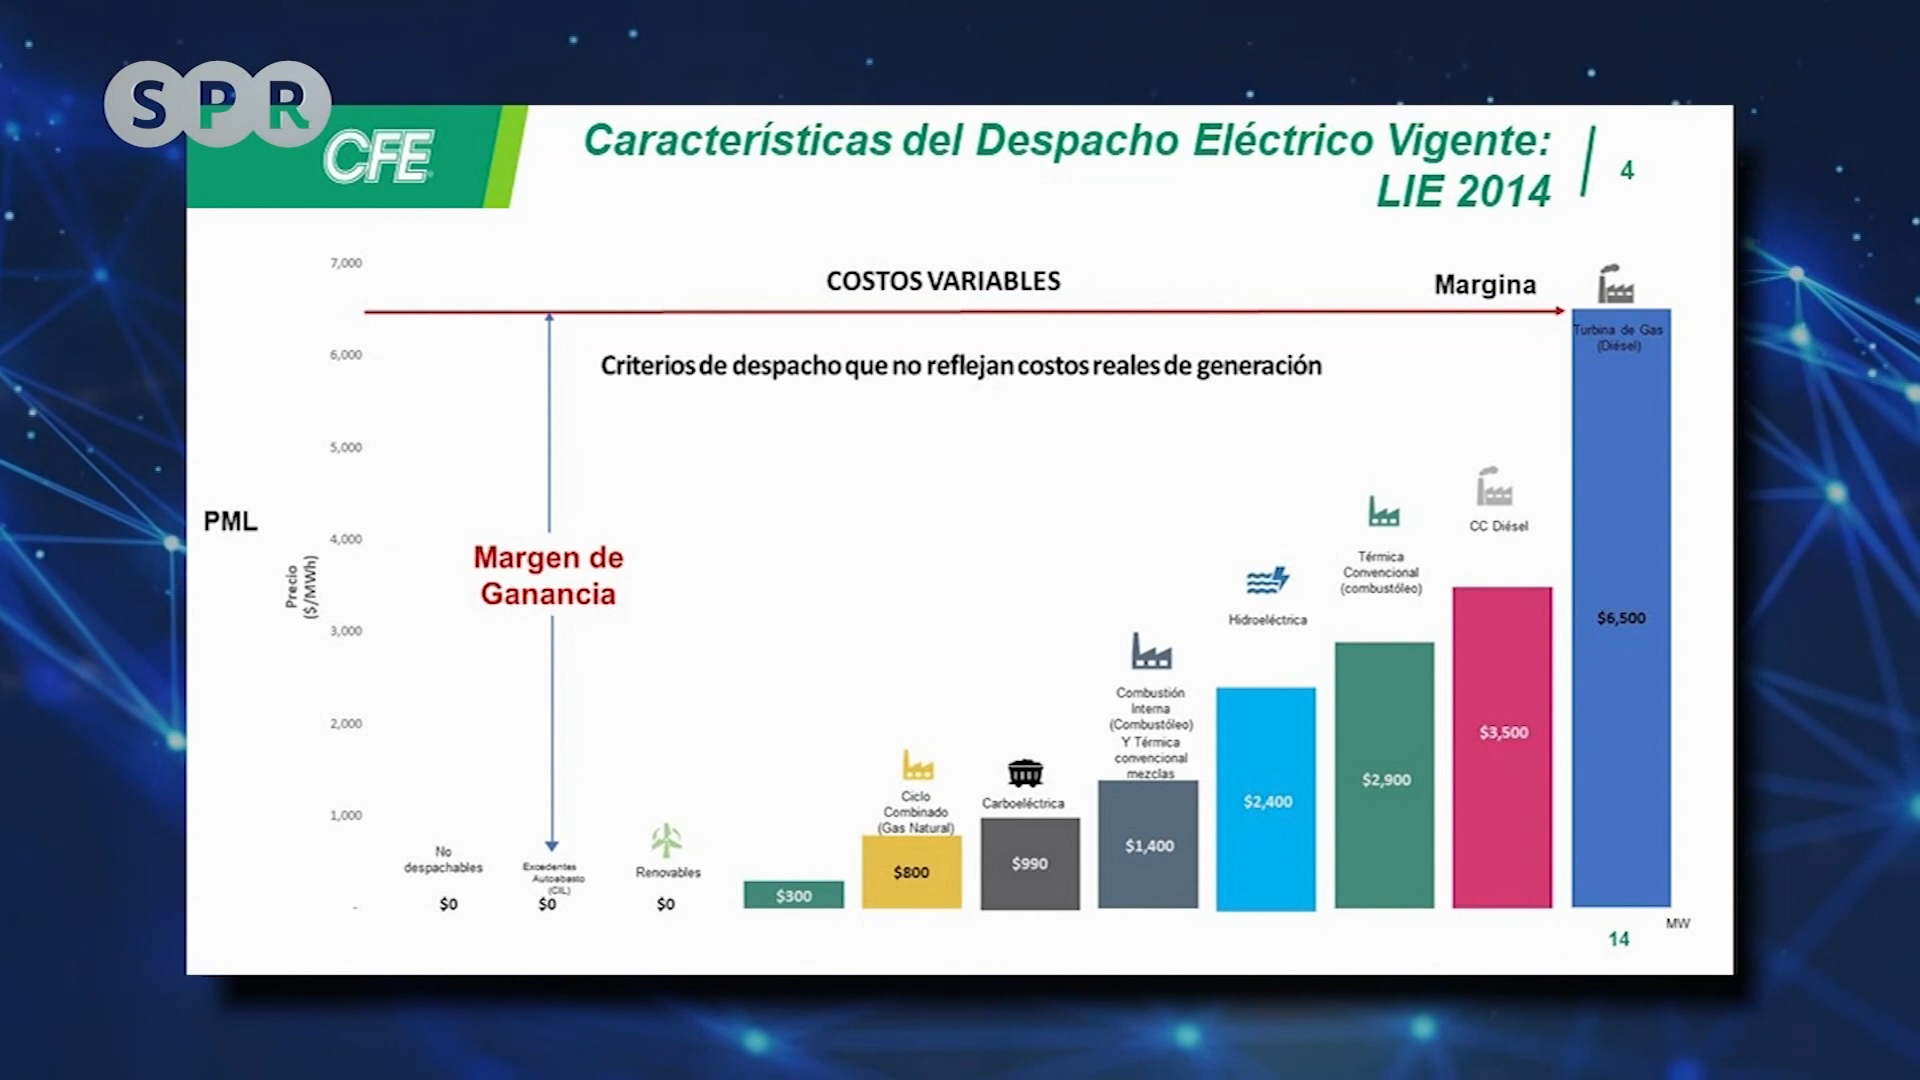 SPR
CFE
Características del Despacho Eléctrico Vigente:
LIE 2014
4
7,000
COSTOS VARIABLES
Margina
Turbina de Gas
(Diésel)
6,000
Criterios de despacho que no reflejan costos reales de generación
5,000
PML
4,000
Precio
($/MWh)
Margen de
Ganancia
CC Diésel
Térmica
Convencional
(combustóleo)
Hidroeléctrica
3,000
$6,500
Combustión
Interna
(Combustóleo)
Y Térmica
convencional
mezclas
2,000
$3,500
$2,900
$2,400
Ciclo
Combinado
(Gas Natural)
Carboeléctrica
1,000
$1,400
$990
$800
No
despachables
Excedentes
Autoabasto
(CIL)
Renovables
$300
-
$0
$0
$0
MW
14